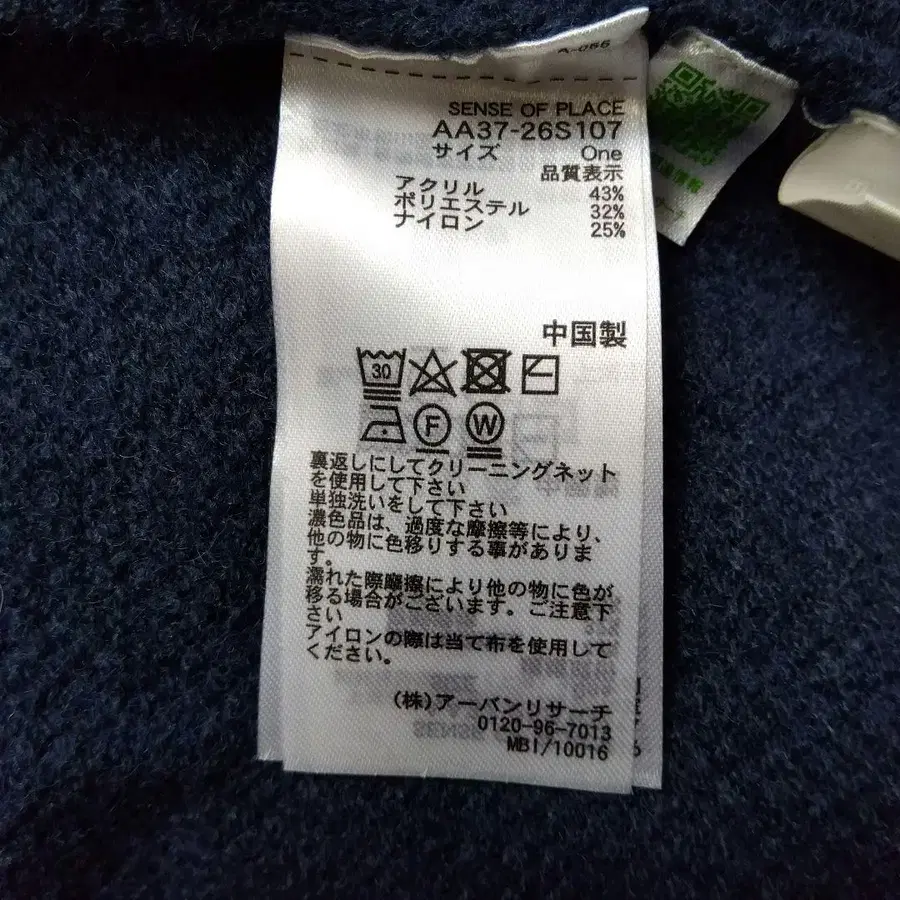 A-066
SENSE OF PLACE
AA37-26S107
サイズ One
品質表示
アクリル 43%
ポリエステル 32%
ナイロン 25%
中国製
30
F
W
裏返しにしてクリーニングネット
を使用して下さい
単独洗いをして下さい
濃色品は、過度な摩擦等により、
他の物に色移りする事がありま
す。
濡れた際摩擦により他の物に色が
移る場合がございます。ご注意下
さい
アイロンの際は当て布を使用して
ください。
(株)アーバンリサーチ
0120-96-7013
MBI/10016